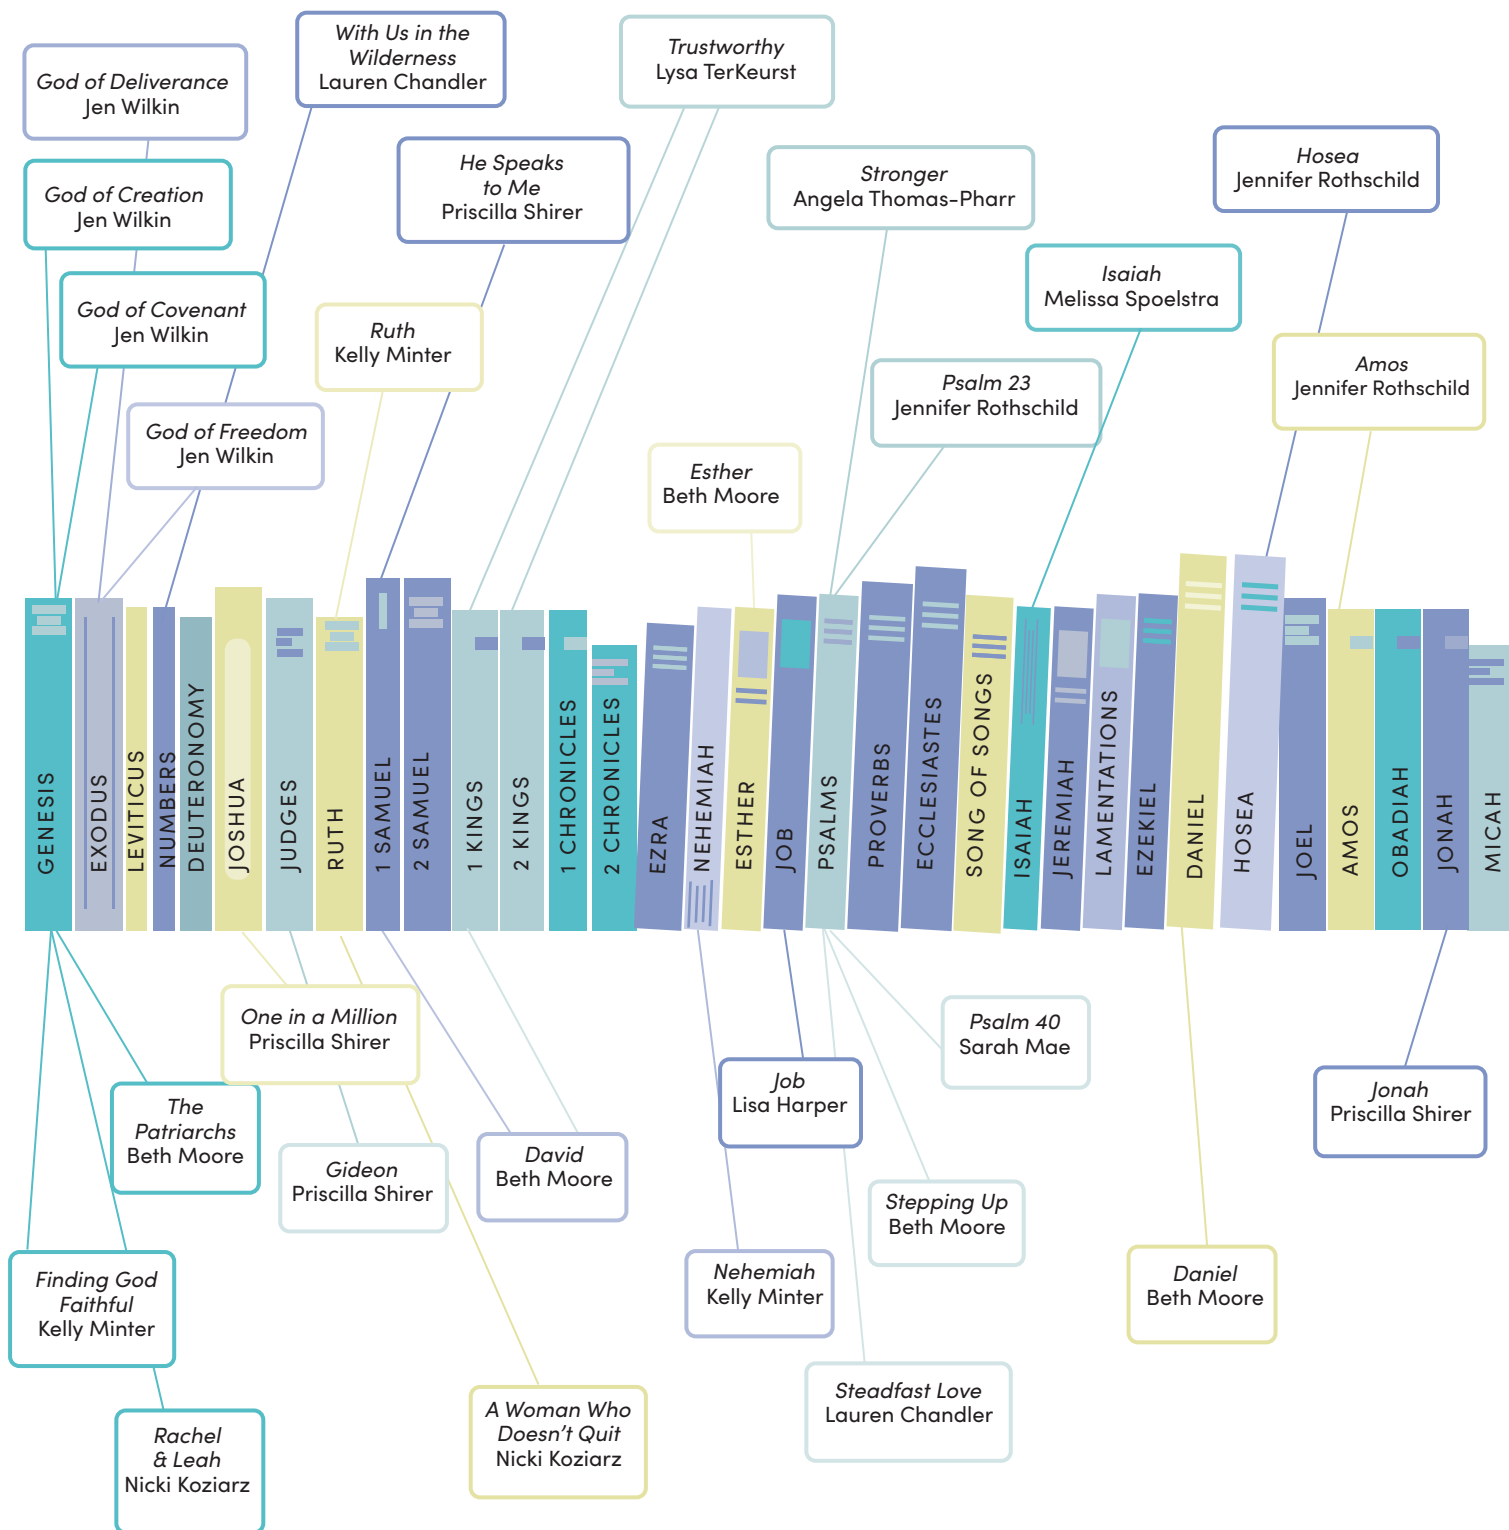 God of Deliverance
Jen Wilkin
With Us in the
Wilderness
Lauren Chandler
Trustworthy
Lysa TerKeurst
God of Creation
Jen Wilkin
He Speaks
to Me
Priscilla Shirer
Stronger
Angela Thomas-Pharr
Hosea
Jennifer Rothschild
God of Covenant
Jen Wilkin
Ruth
Kelly Minter
Isaiah
Melissa Spoelstra
God of Freedom
Jen Wilkin
Psalm 23
Jennifer Rothschild
Amos
Jennifer Rothschild
Esther
Beth Moore
GENESIS
EXODUS
LEVITICUS
NUMBERS
DEUTERONOMY
JOSHUA
JUDGES
RUTH
1 SAMUEL
2 SAMUEL
1 KINGS
2 KINGS
1 CHRONICLES
2 CHRONICLES
EZRA
NEHEMIAH
ESTHER
JOB
PSALMS
PROVERBS
ECCLESIASTES
SONG OF SONGS
ISAIAH
JEREMIAH
LAMENTATIONS
EZEKIEL
DANIEL
HOSEA
JOEL
AMOS
OBADIAH
JONAH
MICAH
One in a Million
Priscilla Shirer
Psalm 40
Sarah Mae
The
Patriarchs
Beth Moore
Job
Lisa Harper
Jonah
Priscilla Shirer
Gideon
Priscilla Shirer
David
Beth Moore
Stepping Up
Beth Moore
Finding God
Faithful
Kelly Minter
Nehemiah
Kelly Minter
Daniel
Beth Moore
Rachel
& Leah
Nicki Koziarz
A Woman Who
Doesn't Quit
Nicki Koziarz
Steadfast Love
Lauren Chandler